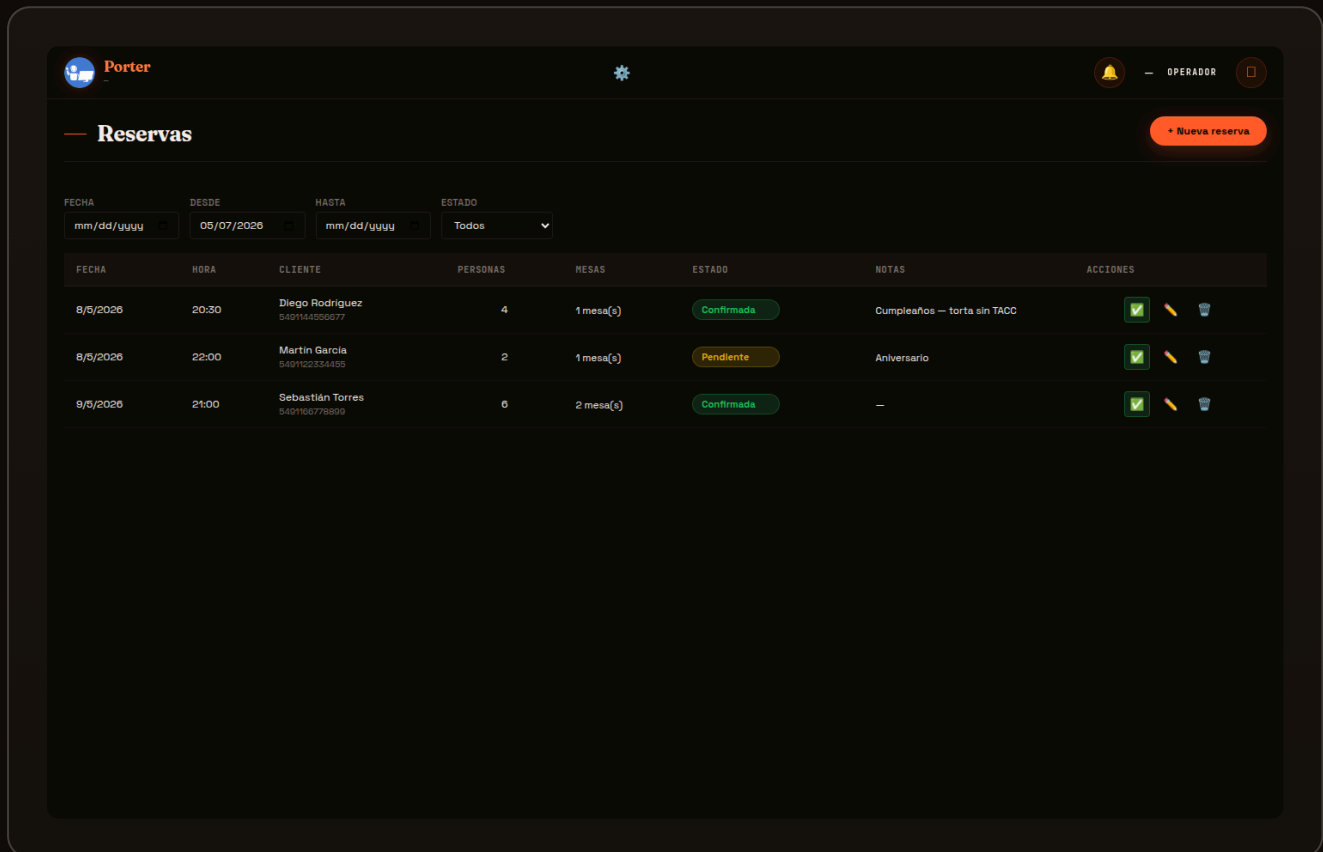 Porter
—
— OPERADOR
Reservas
+ Nueva reserva
FECHA DESDE HASTA ESTADO
mm/dd/yyyy 05/07/2026 mm/dd/yyyy Todos
FECHA HORA CLIENTE PERSONAS MESAS ESTADO NOTAS ACCIONES
8/5/2026 20:30 Diego Rodríguez 4 1 mesa(s) Confirmada Cumpleaños — torta sin TACC
5491144556677
8/5/2026 22:00 Martín García 2 1 mesa(s) Pendiente Aniversario
5491122334455
9/5/2026 21:00 Sebastián Torres 6 2 mesa(s) Confirmada —
5491166778899